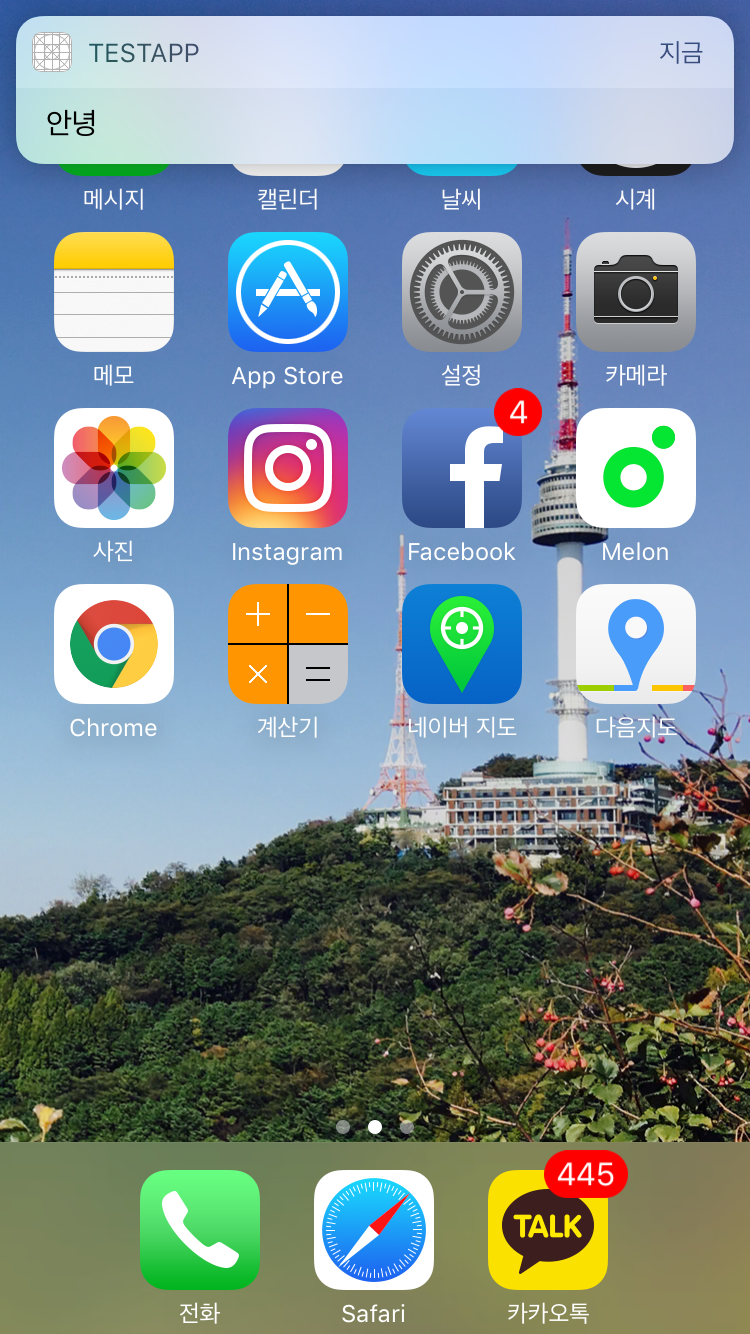 TESTAPP 지금
안녕
메시지 캘린더 날씨 시계
메모 App Store 설정 카메라
4
사진 Instagram Facebook Melon
Chrome 계산기 네이버 지도 다음지도
445
TALK
전화 Safari 카카오톡